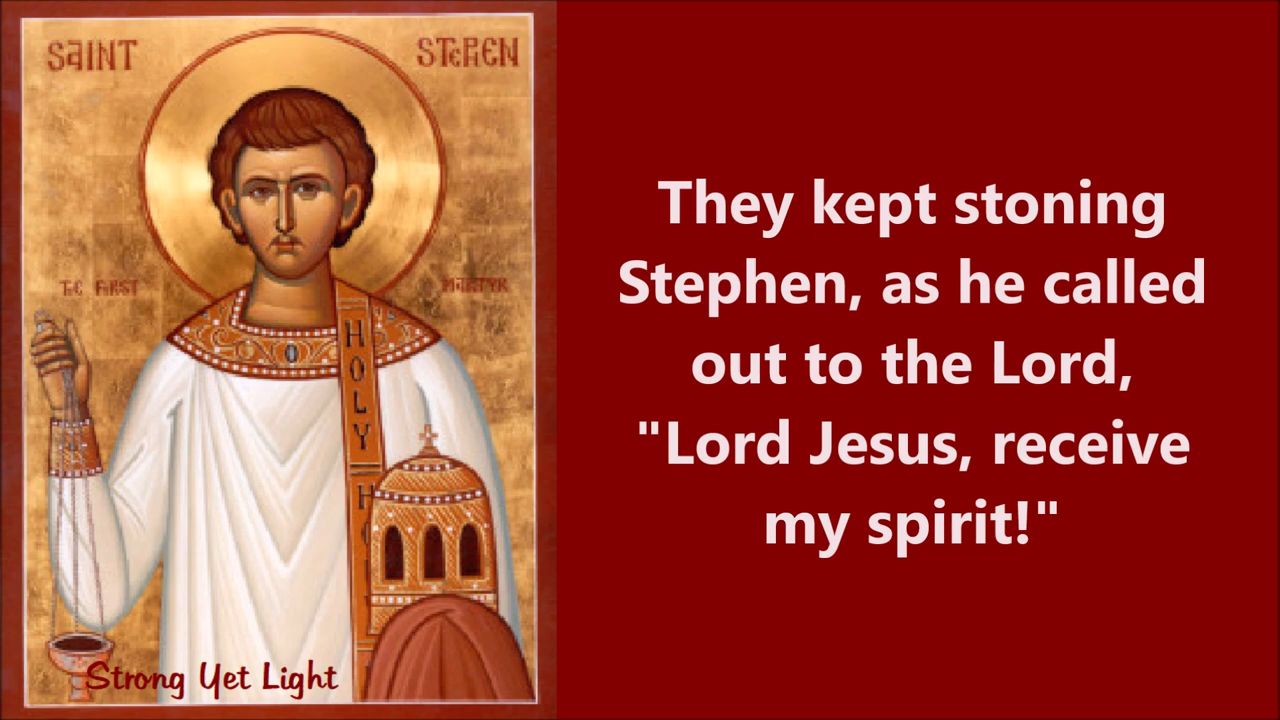 SAINT STEPHEN
THE FIRST MARTYR
HOLY
HO
Strong Yet Light
They kept stoning
Stephen, as he called
out to the Lord,
"Lord Jesus, receive
my spirit!"